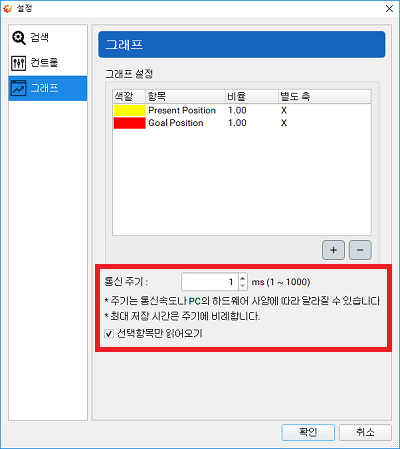 설정
검색
컨트롤
그래프
그래프
그래프 설정
색깔 항목 비율 별도 축
Present Position 1.00 X
Goal Position 1.00 X
+ −
통신 주기 : 1 ms (1 ~ 1000)
* 주기는 통신속도나 PC의 하드웨어 사양에 따라 달라질 수 있습니다
* 최대 저장 시간은 주기에 비례합니다.
선택항목만 읽어오기
확인 취소